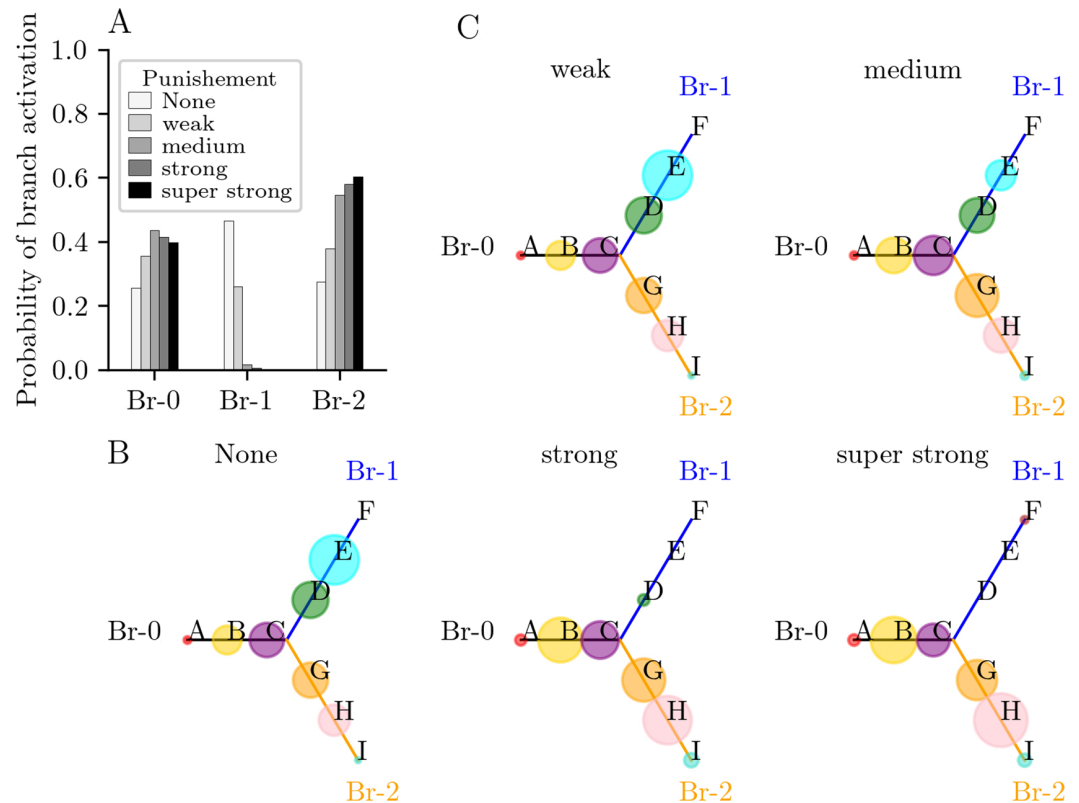 A
Probability of branch activation
1.0
0.8
0.6
0.4
0.2
0.0
Punishement
None
weak
medium
strong
super strong
Br-0
Br-1
Br-2
C
weak
Br-1
F
E
D
Br-0
A
B
C
G
H
I
Br-2
medium
Br-1
F
E
D
Br-0
A
B
C
G
H
I
Br-2
B
None
Br-1
F
E
D
Br-0
A
B
C
G
H
I
Br-2
strong
Br-1
F
E
D
Br-0
A
B
C
G
H
I
Br-2
super strong
Br-1
F
E
D
Br-0
A
B
C
G
H
I
Br-2